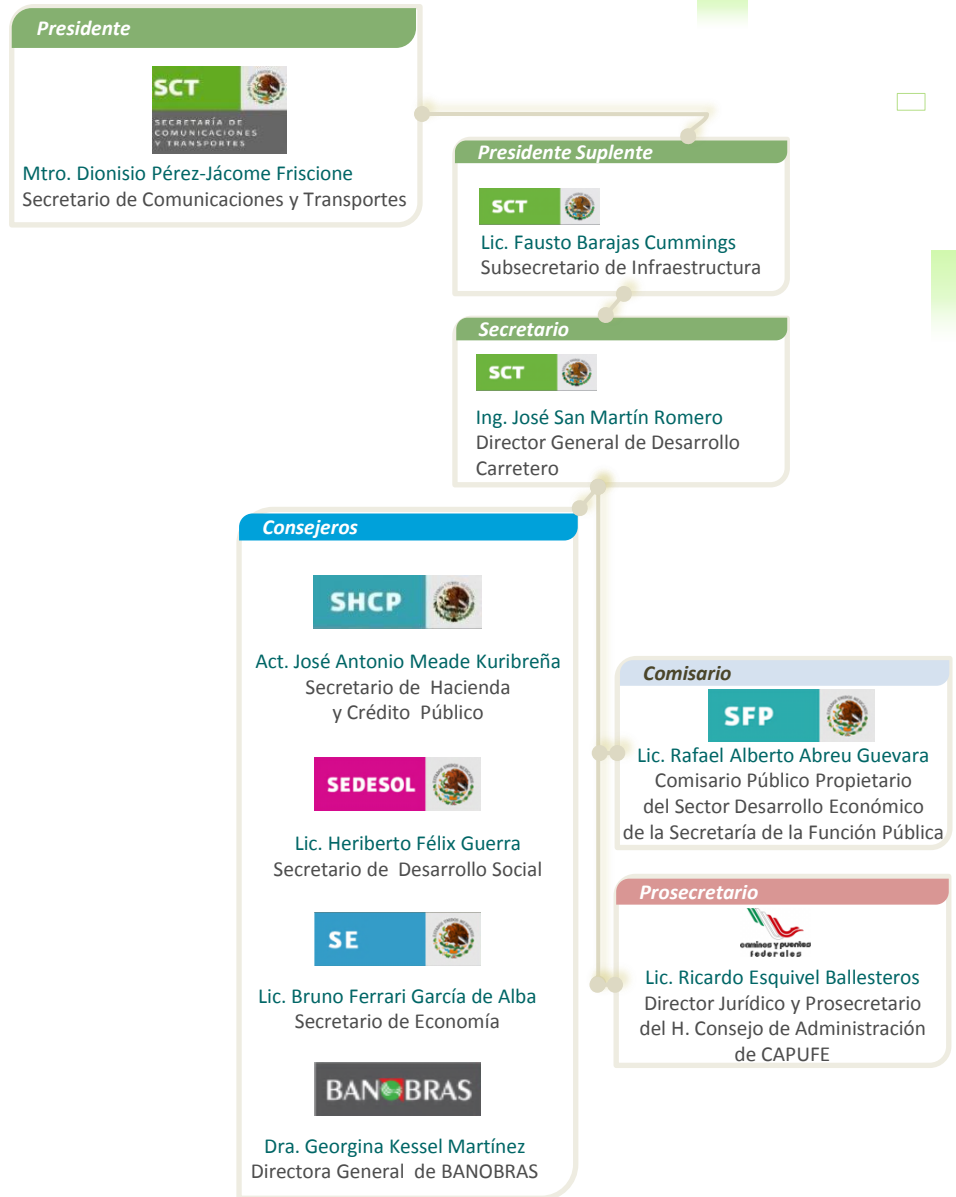 Presidente
SCT
SECRETARÍA DE
COMUNICACIONES
Y TRANSPORTES
Mtro. Dionisio Pérez-Jácome Friscione
Secretario de Comunicaciones y Transportes
Presidente Suplente
SCT
Lic. Fausto Barajas Cummings
Subsecretario de Infraestructura
Secretario
SCT
Ing. José San Martín Romero
Director General de Desarrollo
Carretero
Consejeros
SHCP
Act. José Antonio Meade Kuribreña
Secretario de Hacienda
y Crédito Público
SEDESOL
Lic. Heriberto Félix Guerra
Secretario de Desarrollo Social
SE
Lic. Bruno Ferrari García de Alba
Secretario de Economía
BANOBRAS
Dra. Georgina Kessel Martínez
Directora General de BANOBRAS
Comisario
SFP
Lic. Rafael Alberto Abreu Guevara
Comisario Público Propietario
del Sector Desarrollo Económico
de la Secretaría de la Función Pública
Prosecretario
caminos y puentes
federales
Lic. Ricardo Esquivel Ballesteros
Director Jurídico y Prosecretario
del H. Consejo de Administración
de CAPUFE